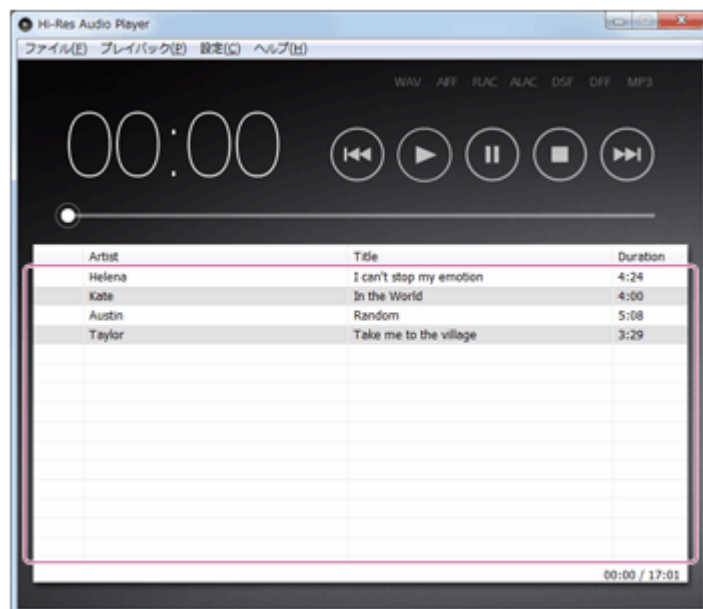 Hi-Res Audio Player
ファイル(F) プレイバック(P) 設定(C) ヘルプ(H)
WAV AIFF FLAC ALAC DSF DFF MP3
00:00
Artist Title Duration
Helena I can't stop my emotion 4:24
Kate In the World 4:00
Austin Random 5:08
Taylor Take me to the village 3:29
00:00 / 17:01